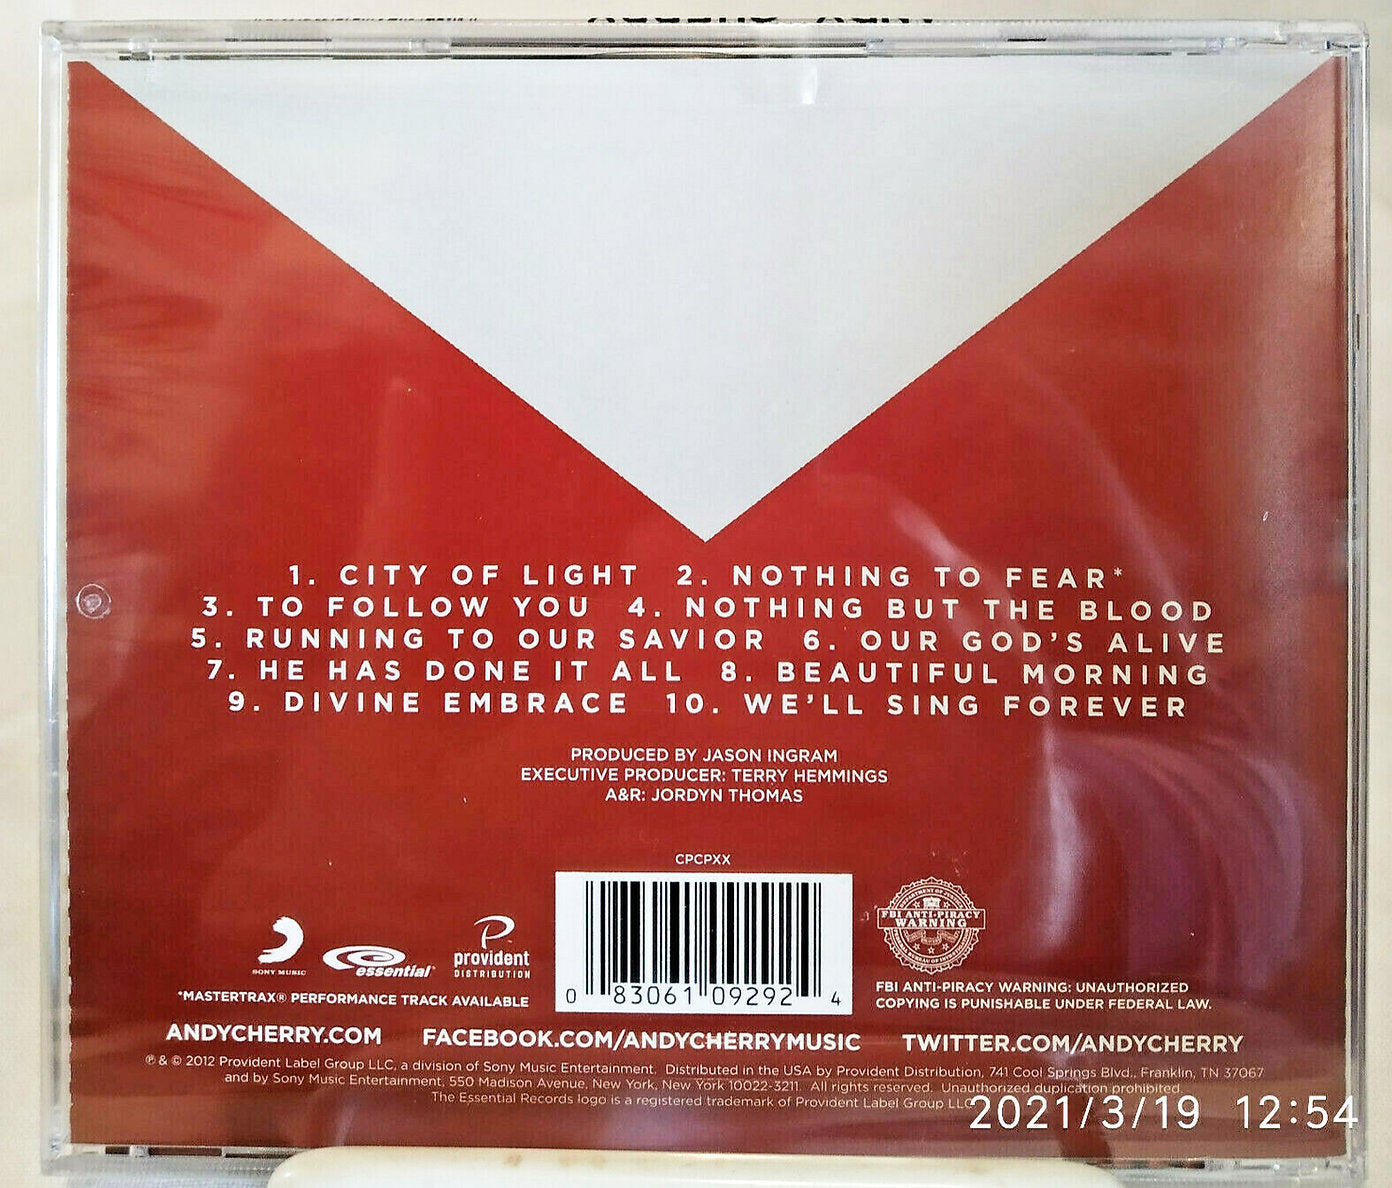 1. CITY OF LIGHT 2. NOTHING TO FEAR*
3. TO FOLLOW YOU 4. NOTHING BUT THE BLOOD
5. RUNNING TO OUR SAVIOR 6. OUR GOD'S ALIVE
7. HE HAS DONE IT ALL 8. BEAUTIFUL MORNING
9. DIVINE EMBRACE 10. WE'LL SING FOREVER
PRODUCED BY JASON INGRAM
EXECUTIVE PRODUCER: TERRY HEMMINGS
A&R: JORDYN THOMAS
CPCPXX
SONY MUSIC
essential
provident
DISTRIBUTION
*MASTERTRAX® PERFORMANCE TRACK AVAILABLE
0 83061 09292 4
FBI ANTI-PIRACY
WARNING
FBI ANTI-PIRACY WARNING: UNAUTHORIZED
COPYING IS PUNISHABLE UNDER FEDERAL LAW.
ANDYCHERRY.COM FACEBOOK.COM/ANDYCHERRYMUSIC TWITTER.COM/ANDYCHERRY
℗ & © 2012 Provident Label Group LLC, a division of Sony Music Entertainment. Distributed in the USA by Provident Distribution, 741 Cool Springs Blvd., Franklin, TN 37067
and by Sony Music Entertainment, 550 Madison Avenue, New York, New York 10022-3211. All rights reserved. Unauthorized duplication prohibited.
The Essential Records logo is a registered trademark of Provident Label Group LLC
2021/3/19 12:54